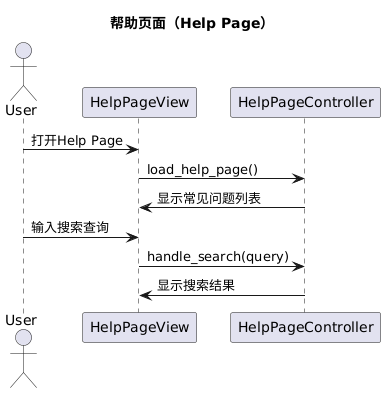 帮助页面（Help Page）
User
HelpPageView
HelpPageController
打开Help Page
load_help_page()
显示常见问题列表
输入搜索查询
handle_search(query)
显示搜索结果
User
HelpPageView
HelpPageController